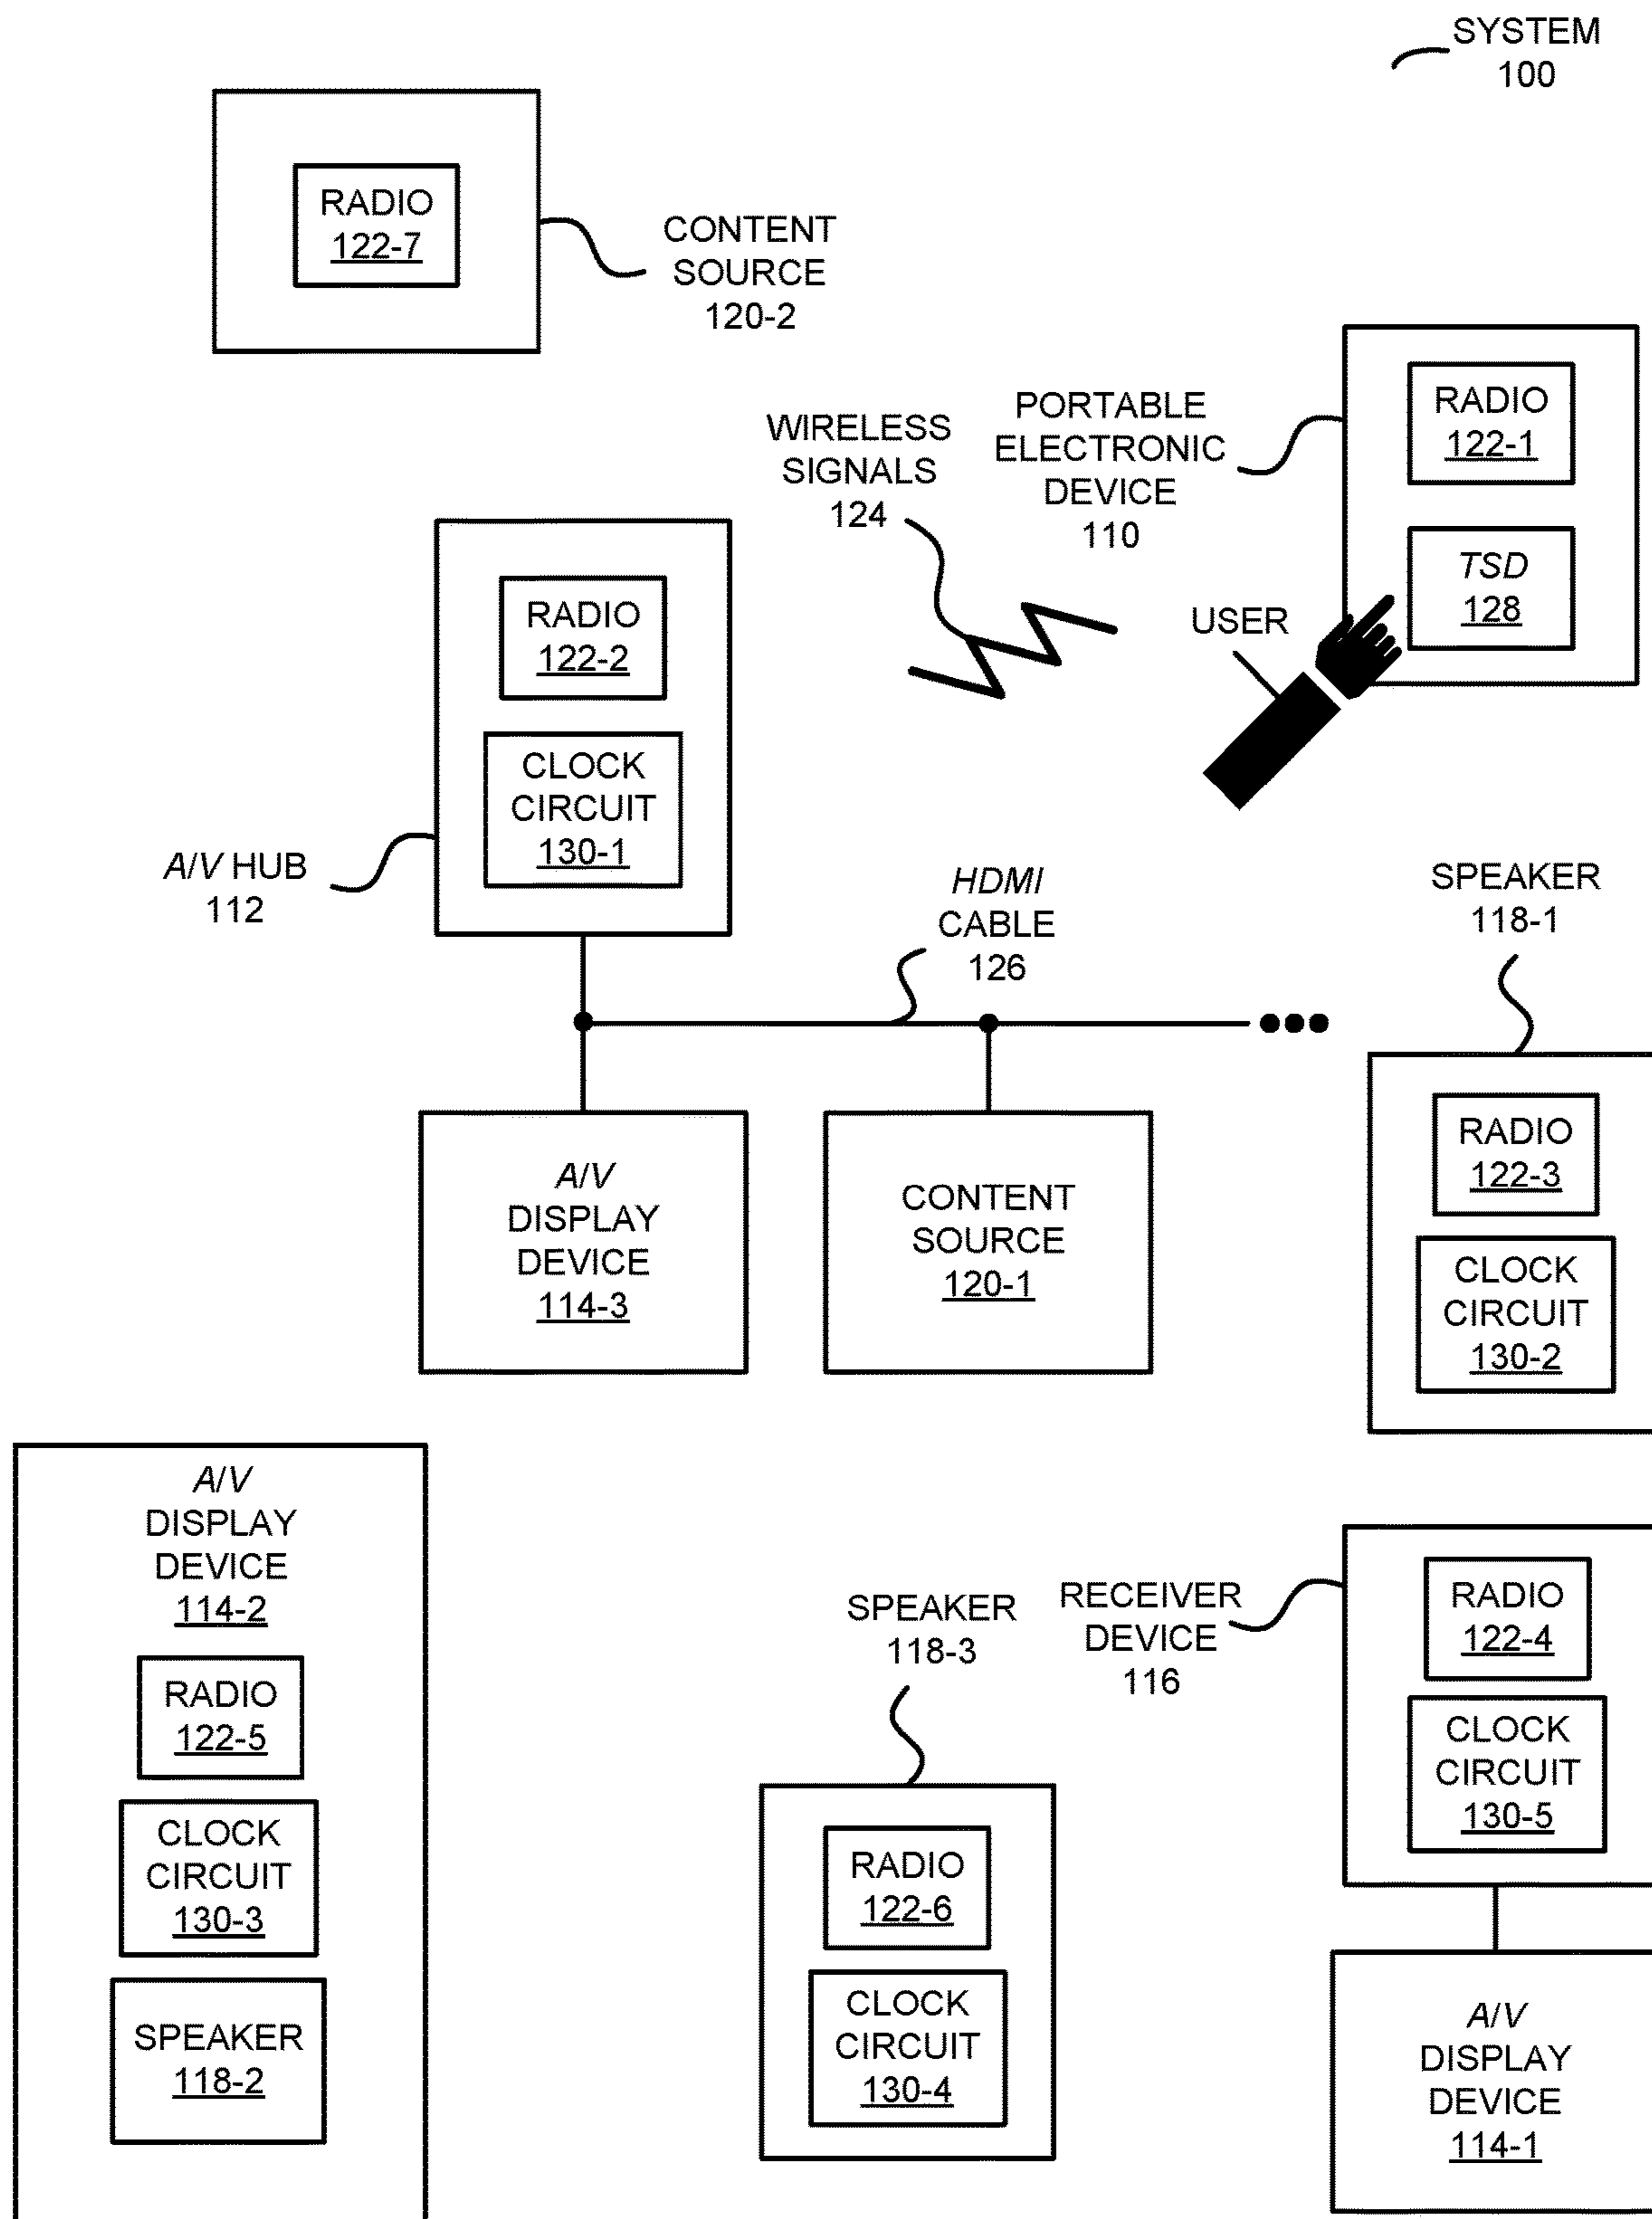 SYSTEM
100
RADIO
122-7
CONTENT
SOURCE
120-2
RADIO
122-1
PORTABLE
ELECTRONIC
DEVICE
110
WIRELESS
SIGNALS
124
TSD
128
USER
RADIO
122-2
CLOCK
CIRCUIT
130-1
A/V HUB
112
HDMI
CABLE
126
SPEAKER
118-1
RADIO
122-3
CLOCK
CIRCUIT
130-2
A/V
DISPLAY
DEVICE
114-3
CONTENT
SOURCE
120-1
A/V
DISPLAY
DEVICE
114-2
RADIO
122-5
CLOCK
CIRCUIT
130-3
SPEAKER
118-2
SPEAKER
118-3
RADIO
122-6
CLOCK
CIRCUIT
130-4
RECEIVER
DEVICE
116
RADIO
122-4
CLOCK
CIRCUIT
130-5
A/V
DISPLAY
DEVICE
114-1